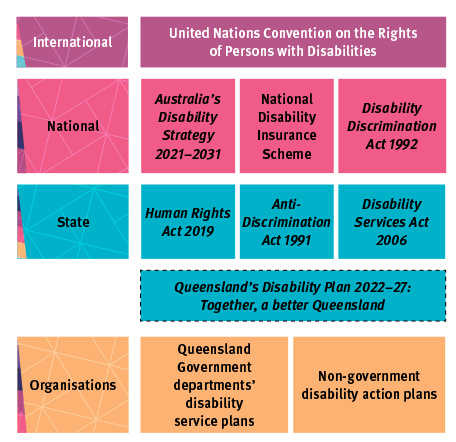 International
United Nations Convention on the Rights
of Persons with Disabilities
National
Australia's
Disability
Strategy
2021–2031
National
Disability
Insurance
Scheme
Disability
Discrimination
Act 1992
State
Human Rights
Act 2019
Anti-
Discrimination
Act 1991
Disability
Services Act
2006
Queensland's Disability Plan 2022–27:
Together, a better Queensland
Organisations
Queensland
Government
departments'
disability
service plans
Non-government
disability action plans